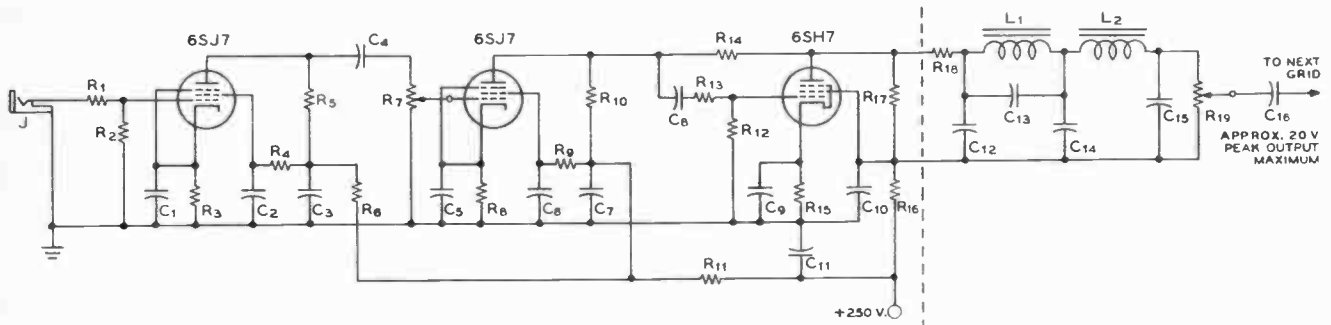 6SJ7
6SJ7
6SH7
J
R1
R2
C1
R3
C2
R4
C3
R5
R6
C4
R7
C5
R8
C6
R9
C7
R10
R11
C8
R13
R12
R14
C9
R15
C10
C11
R16
R17
+250 V.
R18
L1
L2
C13
C12
C14
C15
R19
C16
TO NEXT
GRID
APPROX. 20 V
PEAK OUTPUT
MAXIMUM